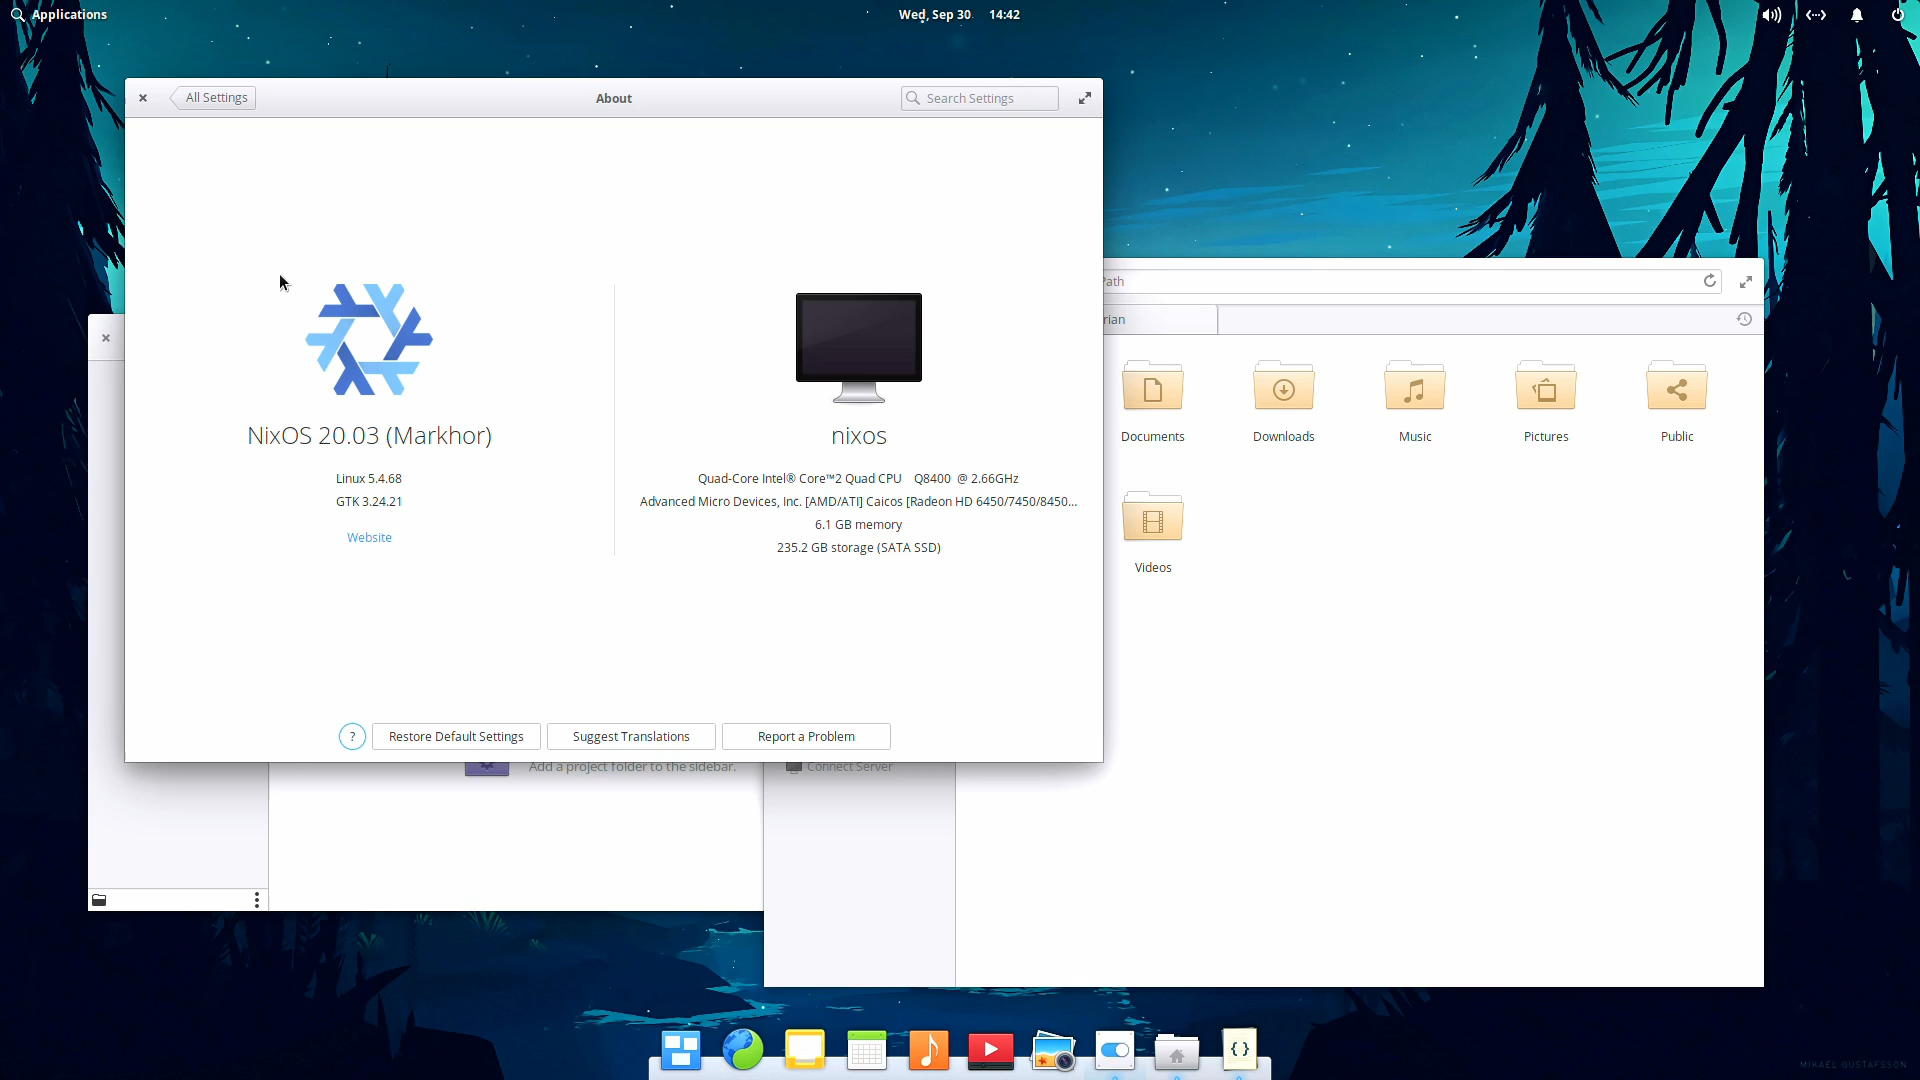 Applications
Wed, Sep 30 14:42
All Settings
About
Search Settings
NixOS 20.03 (Markhor)
Linux 5.4.68
GTK 3.24.21
Website
nixos
Quad-Core Intel® Core™2 Quad CPU Q8400 @ 2.66GHz
Advanced Micro Devices, Inc. [AMD/ATI] Caicos [Radeon HD 6450/7450/8450...
6.1 GB memory
235.2 GB storage (SATA SSD)
?
Restore Default Settings
Suggest Translations
Report a Problem
Path
rian
Documents
Downloads
Music
Pictures
Public
Videos
Add a project folder to the sidebar.
Connect Server
{ }
MIKAEL GUSTAFSSON